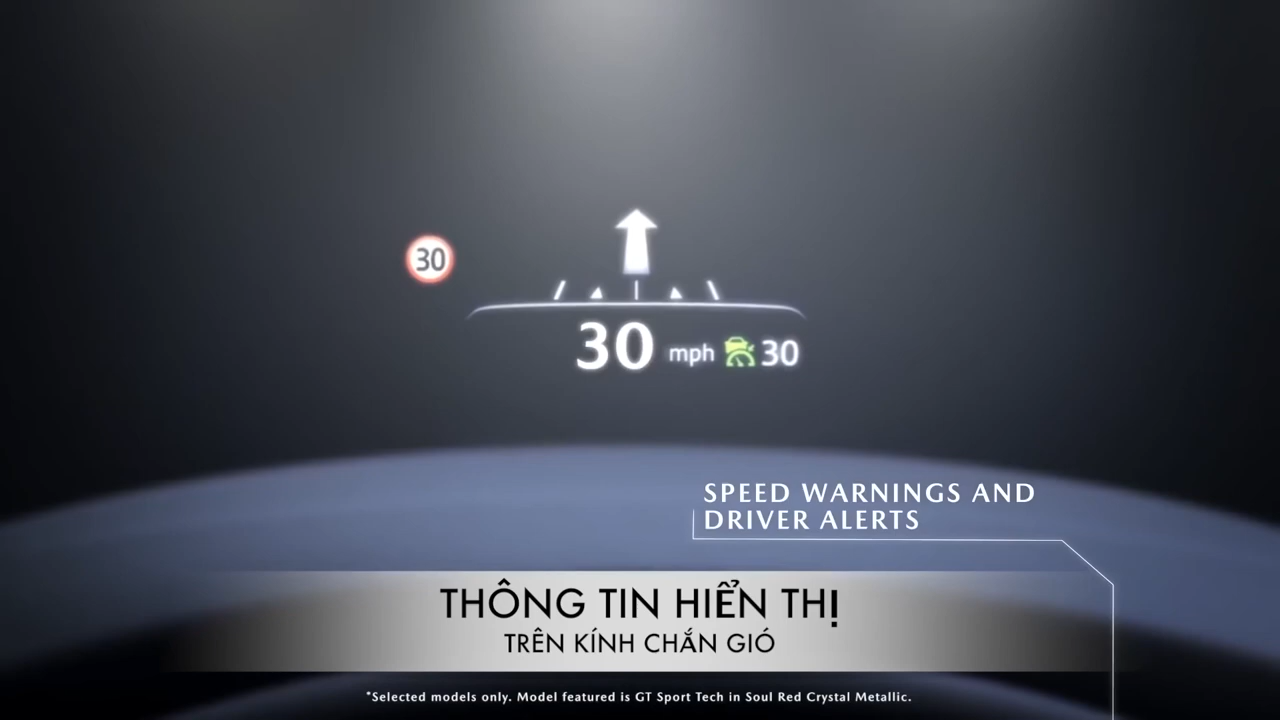 30
30 mph 30
SPEED WARNINGS AND
DRIVER ALERTS
THÔNG TIN HIỂN THỊ
TRÊN KÍNH CHẮN GIÓ
*Selected models only. Model featured is GT Sport Tech in Soul Red Crystal Metallic.